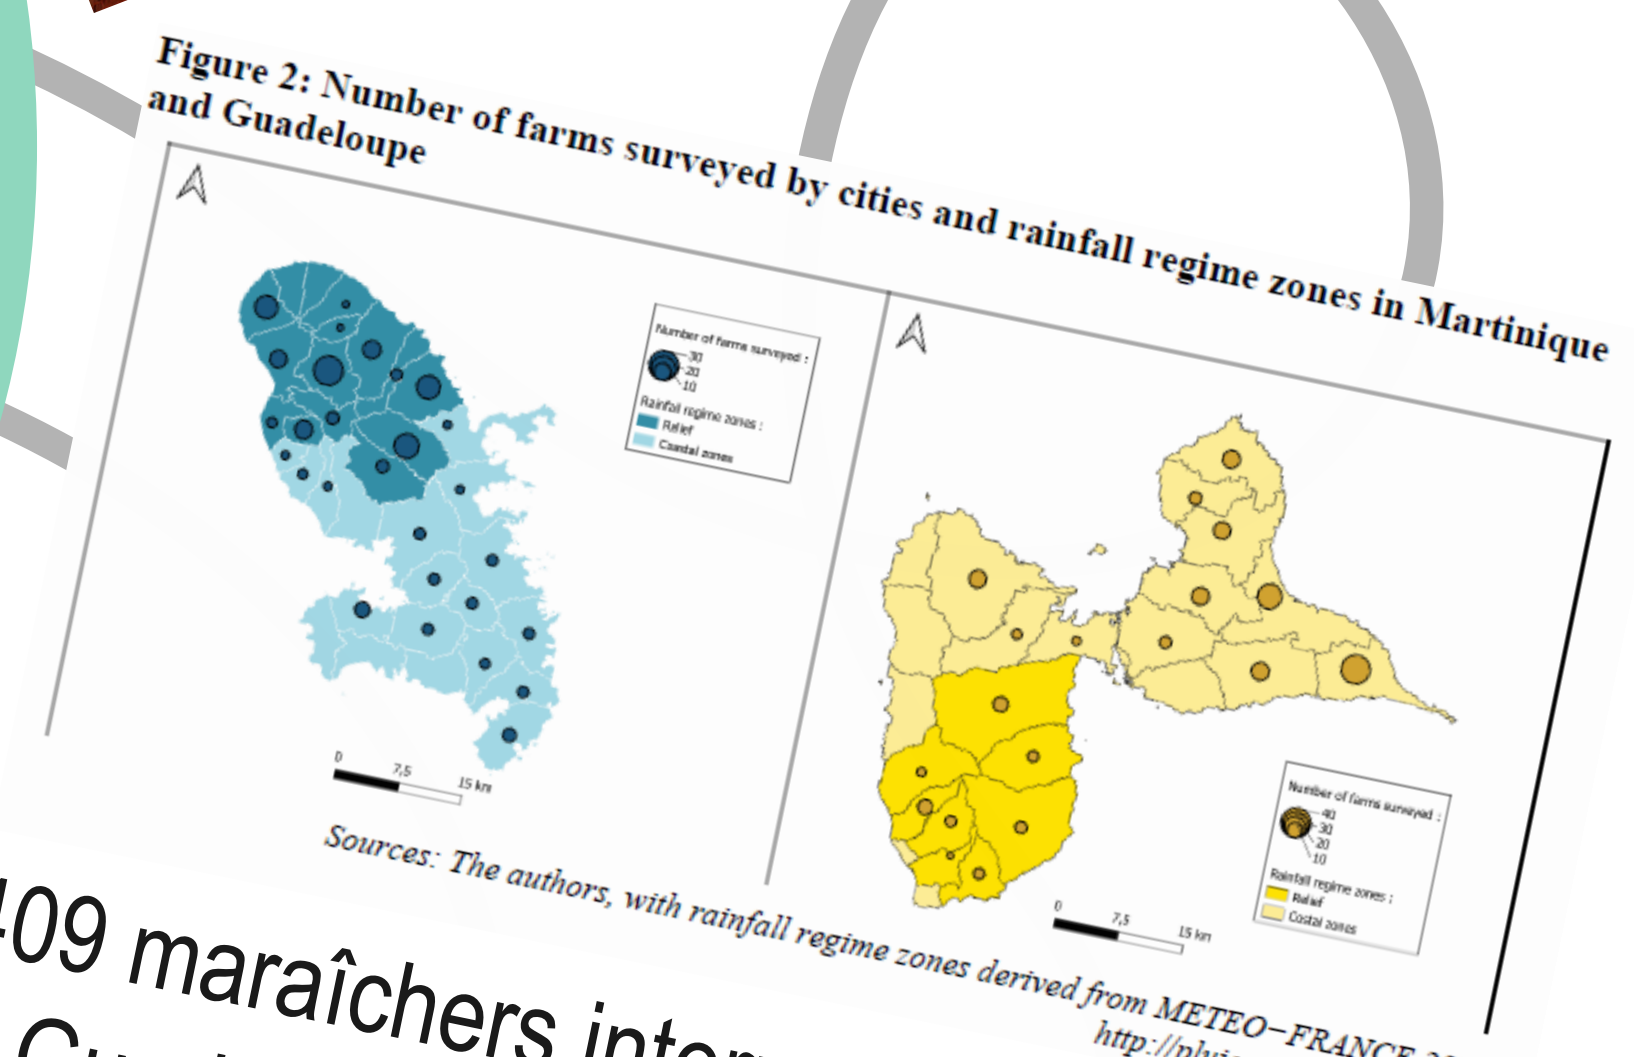 Figure 2: Number of farms surveyed by cities and rainfall regime zones in Martinique
and Guadeloupe
Number of farms surveyed :
30
20
10
Rainfall regime zones :
Relief
Coastal zones
0 7,5 15 km
Number of farms surveyed :
40
30
20
10
Rainfall regime zones :
Relief
Costal zones
0 7,5 15 km
Sources: The authors, with rainfall regime zones derived from METEO-FRANCE
409 maraîchers